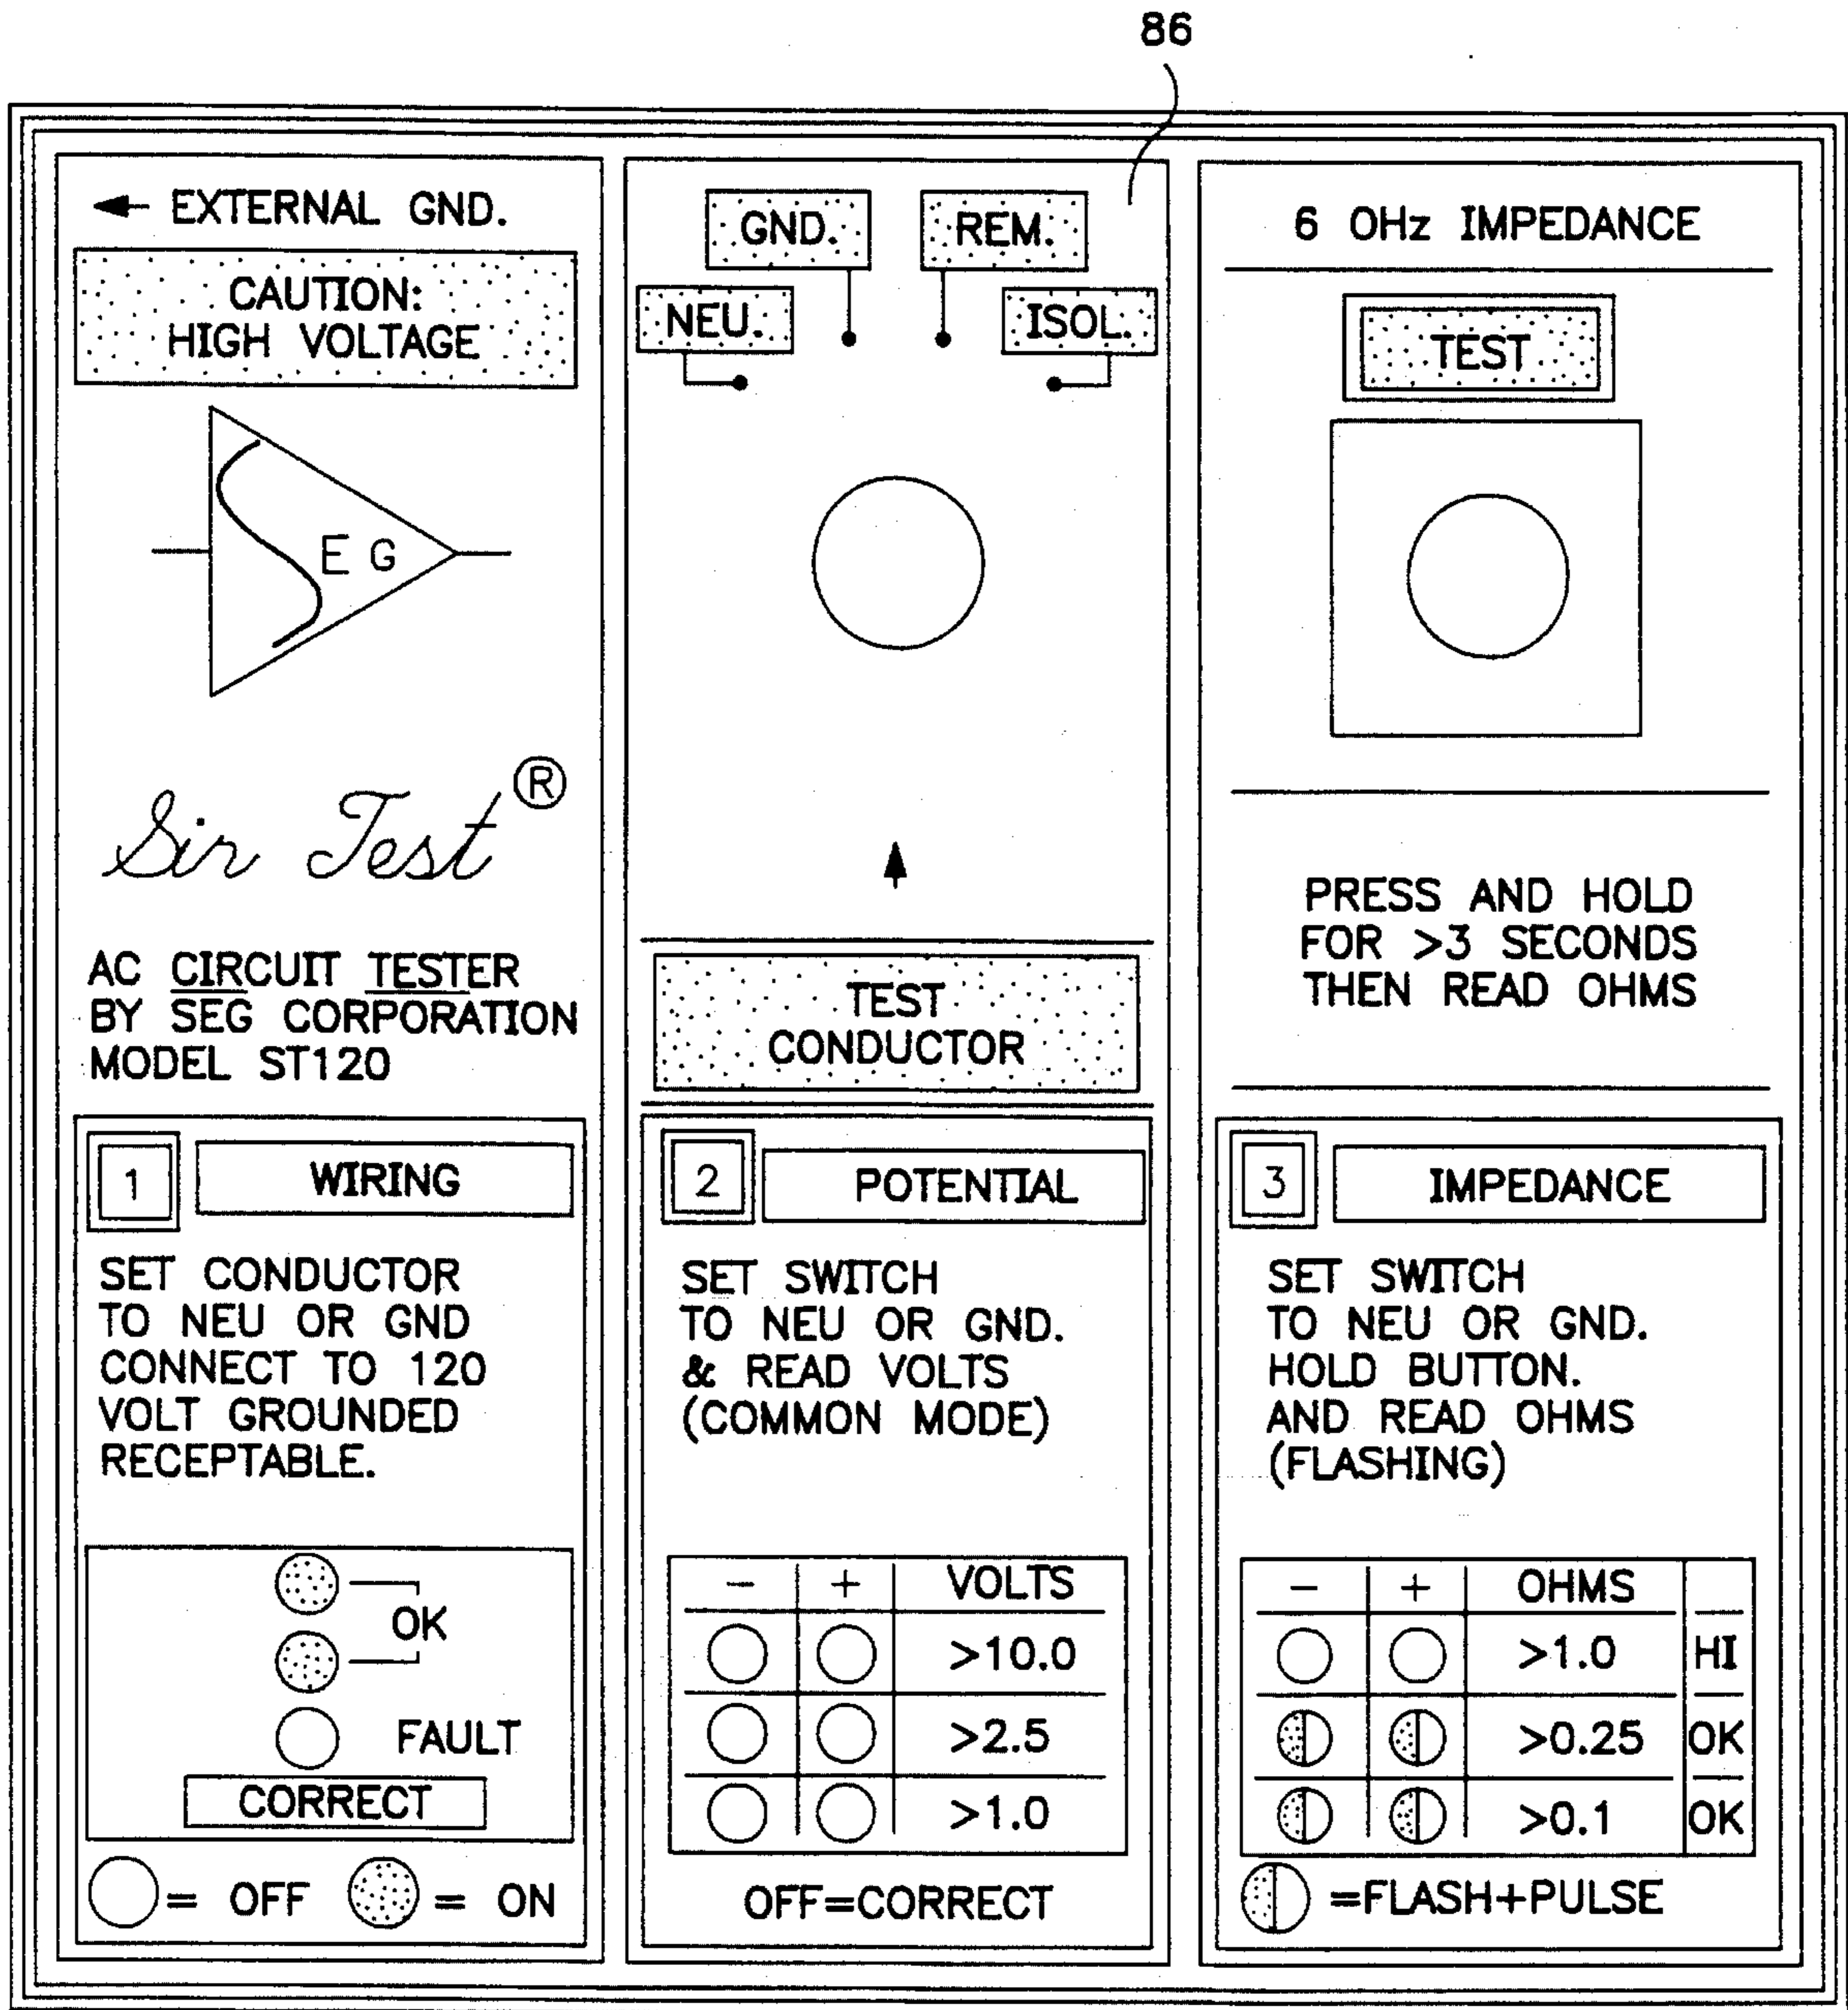 86
← EXTERNAL GND.
CAUTION:
HIGH VOLTAGE
E G
Sir Test ®
AC CIRCUIT TESTER
BY SEG CORPORATION
MODEL ST120
1 WIRING
SET CONDUCTOR
TO NEU OR GND
CONNECT TO 120
VOLT GROUNDED
RECEPTABLE.
OK
FAULT
CORRECT
= OFF = ON
GND. REM.
NEU. ISOL.
TEST
CONDUCTOR
2 POTENTIAL
SET SWITCH
TO NEU OR GND.
& READ VOLTS
(COMMON MODE)
− + VOLTS
>10.0
>2.5
>1.0
OFF=CORRECT
6 OHz IMPEDANCE
TEST
PRESS AND HOLD
FOR >3 SECONDS
THEN READ OHMS
3 IMPEDANCE
SET SWITCH
TO NEU OR GND.
HOLD BUTTON.
AND READ OHMS
(FLASHING)
− + OHMS
>1.0 HI
>0.25 OK
>0.1 OK
=FLASH+PULSE